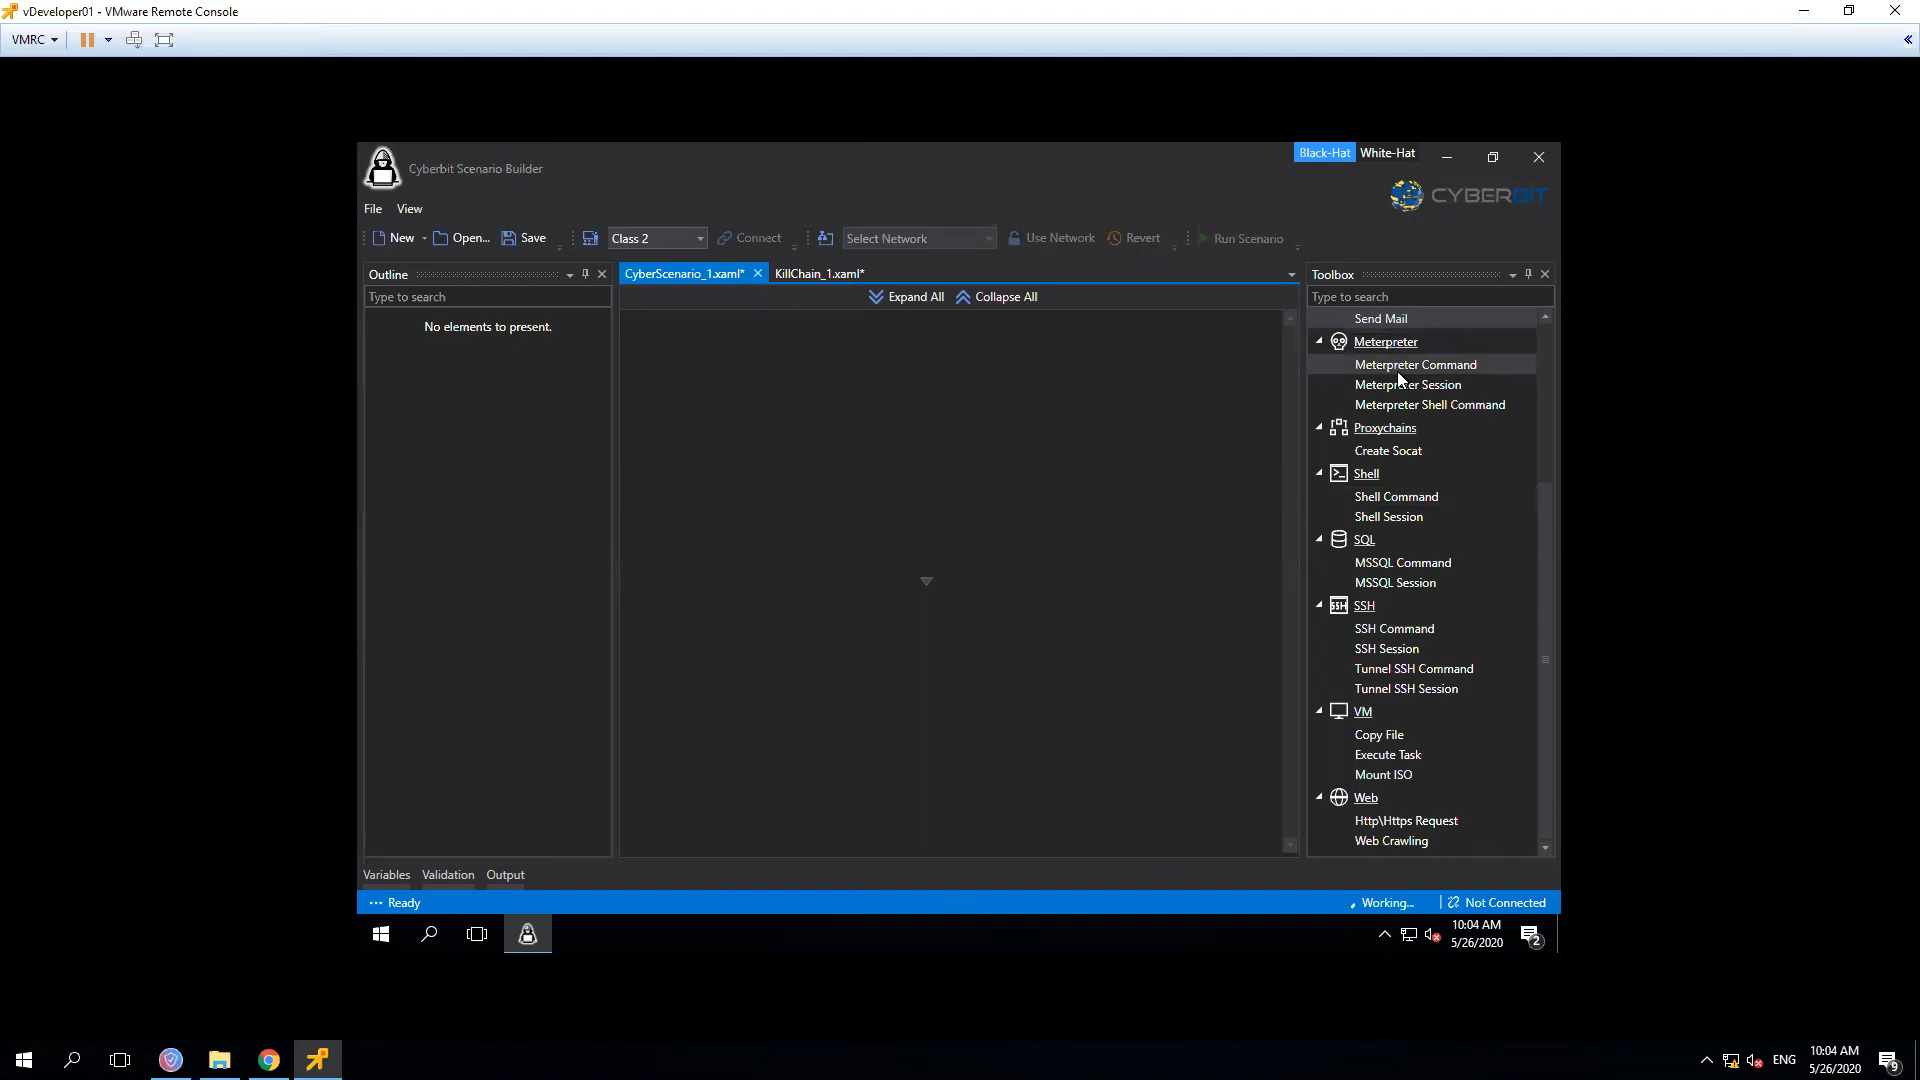 vDeveloper01 - VMware Remote Console
VMRC
Cyberbit Scenario Builder
Black-Hat White-Hat
CYBERBIT
File View
New Open... Save Class 2 Connect Select Network Use Network Revert Run Scenario
Outline
Type to search
No elements to present.
CyberScenario_1.xaml* KillChain_1.xaml*
Expand All Collapse All
Toolbox
Type to search
Send Mail
Meterpreter
Meterpreter Command
Meterpreter Session
Meterpreter Shell Command
Proxychains
Create Socat
Shell
Shell Command
Shell Session
SQL
MSSQL Command
MSSQL Session
SSH
SSH
SSH Command
SSH Session
Tunnel SSH Command
Tunnel SSH Session
VM
Copy File
Execute Task
Mount ISO
Web
Http\Https Request
Web Crawling
Variables Validation Output
Ready Working... Not Connected
10:04 AM
5/26/2020
2
ENG
10:04 AM
5/26/2020
9